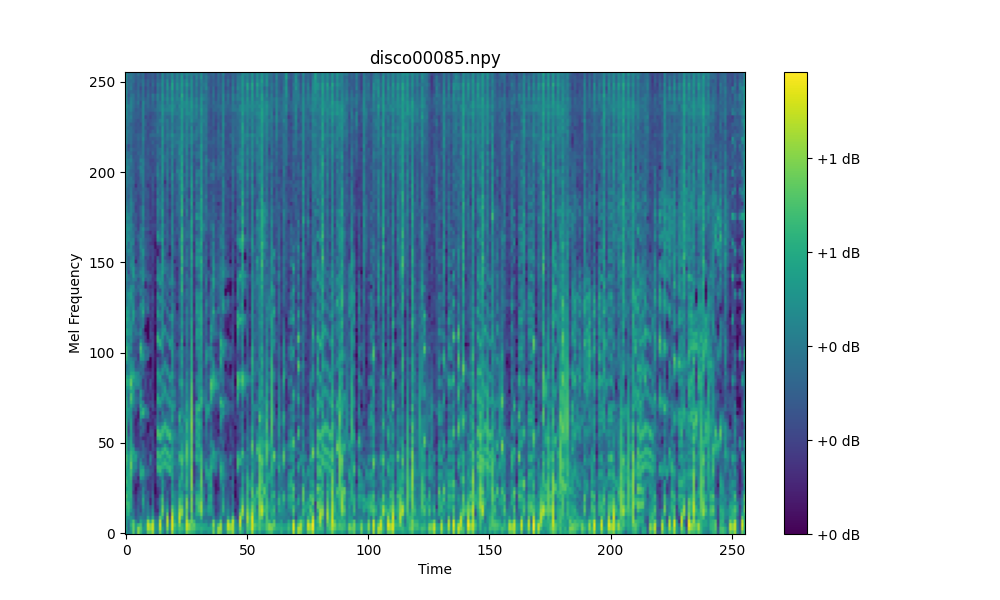 disco00085.npy
250
200
150
100
50
0
Mel Frequency
0 50 100 150 200 250
Time
+1 dB
+1 dB
+0 dB
+0 dB
+0 dB